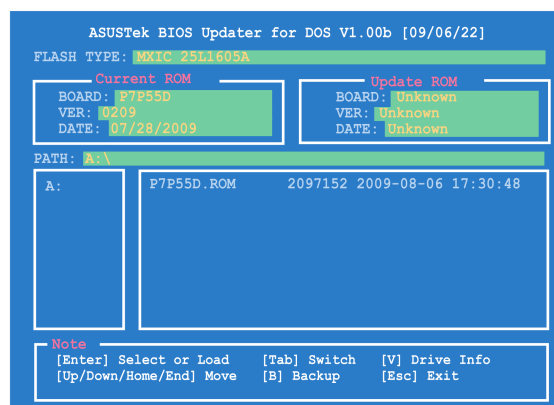 ASUSTek BIOS Updater for DOS V1.00b [09/06/22]
FLASH TYPE: MXIC 25L1605A
Current ROM
BOARD: P7P55D
VER: 0209
DATE: 07/28/2009
Update ROM
BOARD: Unknown
VER: Unknown
DATE: Unknown
PATH: A:\
A:
P7P55D.ROM 2097152 2009-08-06 17:30:48
Note
[Enter] Select or Load [Tab] Switch [V] Drive Info
[Up/Down/Home/End] Move [B] Backup [Esc] Exit